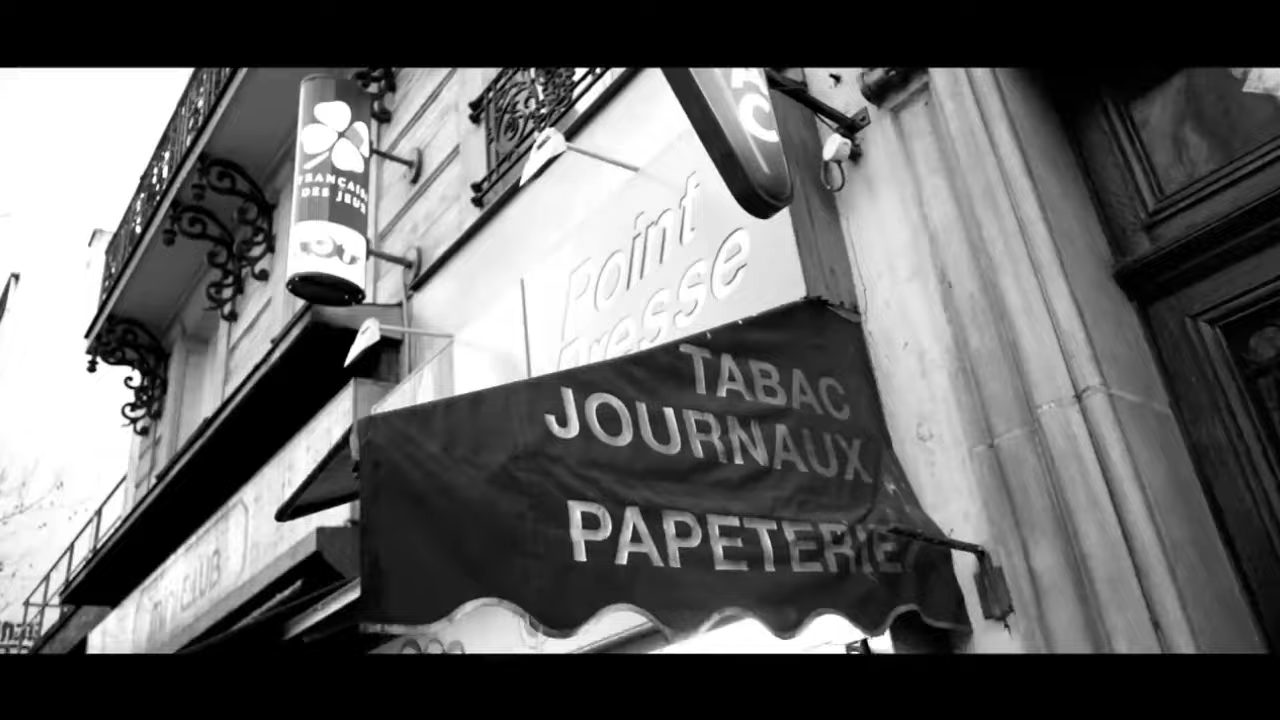 FRANÇAISE
DES JEUX
Point
Presse
TABAC
JOURNAUX
PAPETERIE